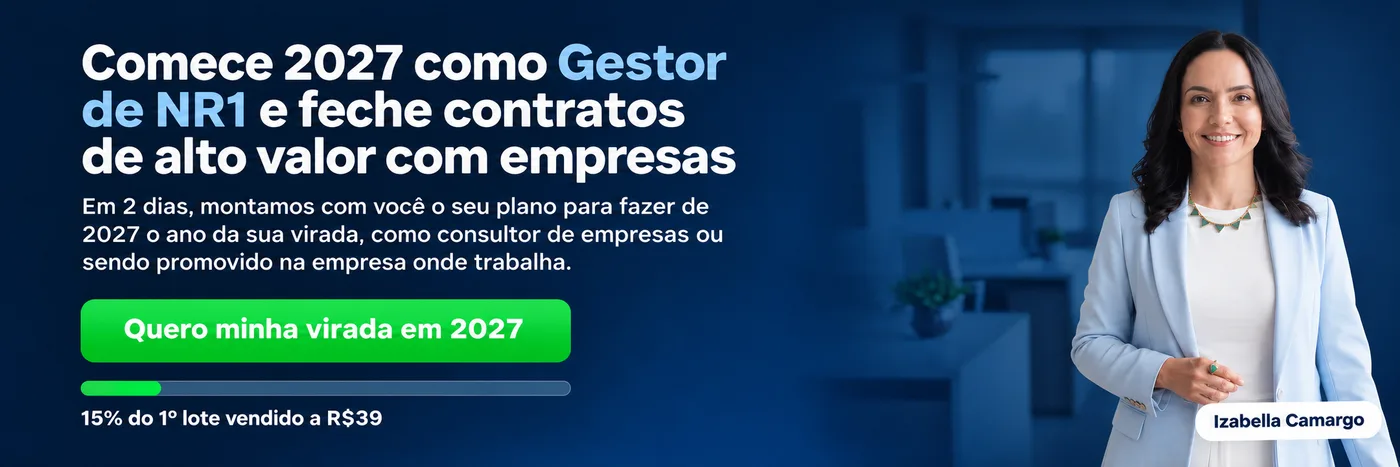 Comece 2027 como Gestor
de NR1 e feche contratos
de alto valor com empresas
Em 2 dias, montamos com você o seu plano para fazer de
2027 o ano da sua virada, como consultor de empresas ou
sendo promovido na empresa onde trabalha.
Quero minha virada em 2027
15% do 1º lote vendido a R$39
Izabella Camargo